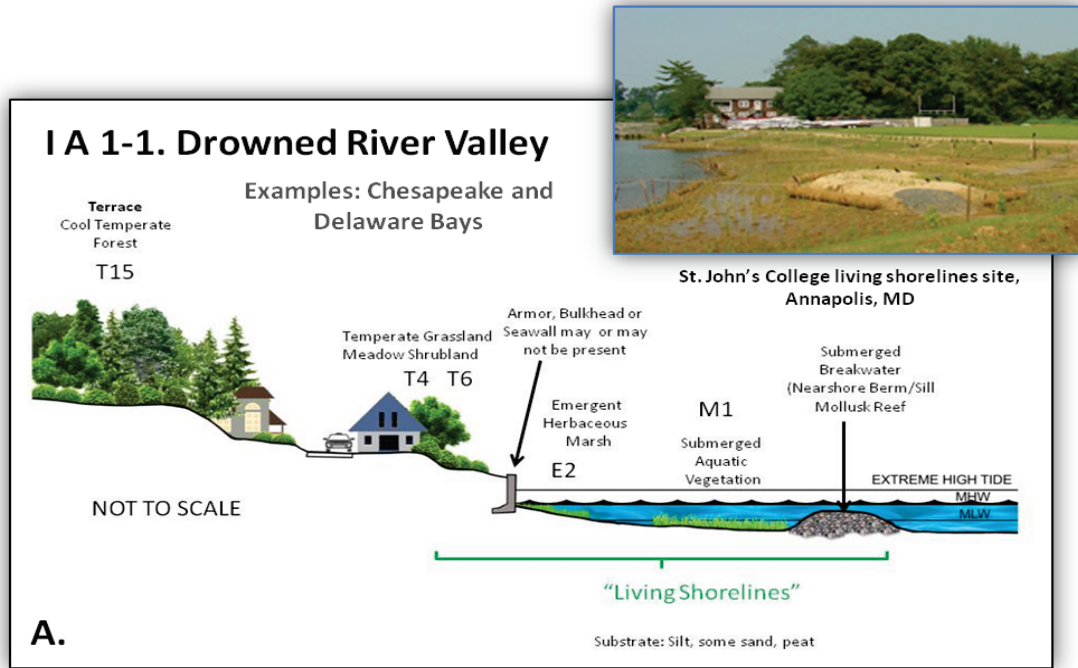 I A 1-1. Drowned River Valley
Examples: Chesapeake and
Delaware Bays
St. John's College living shorelines site,
Annapolis, MD
Terrace
Cool Temperate
Forest
T15
Temperate Grassland
Meadow Shrubland
T4 T6
Armor, Bulkhead or
Seawall may or may
not be present
Emergent
Herbaceous
Marsh
E2
M1
Submerged
Aquatic
Vegetation
Submerged
Breakwater
(Nearshore Berm/Sill
Mollusk Reef
EXTREME HIGH TIDE
MHW
MLW
NOT TO SCALE
"Living Shorelines"
Substrate: Silt, some sand, peat
A.